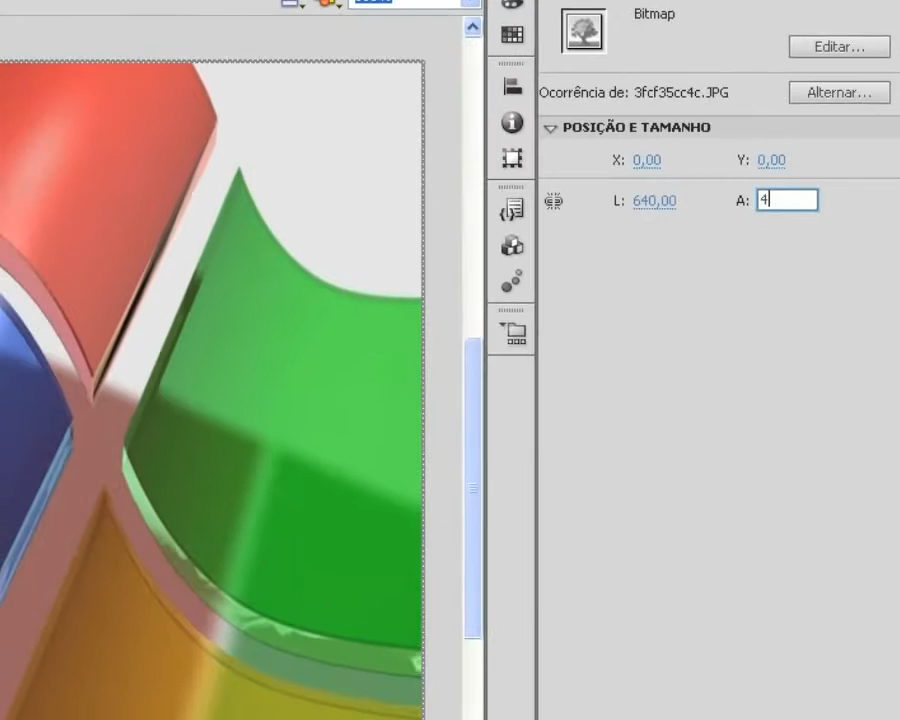 Bitmap
Editar...
Ocorrência de: 3fcf35cc4c.JPG
Alternar...
POSIÇÃO E TAMANHO
X: 0,00 Y: 0,00
L: 640,00 A: 4